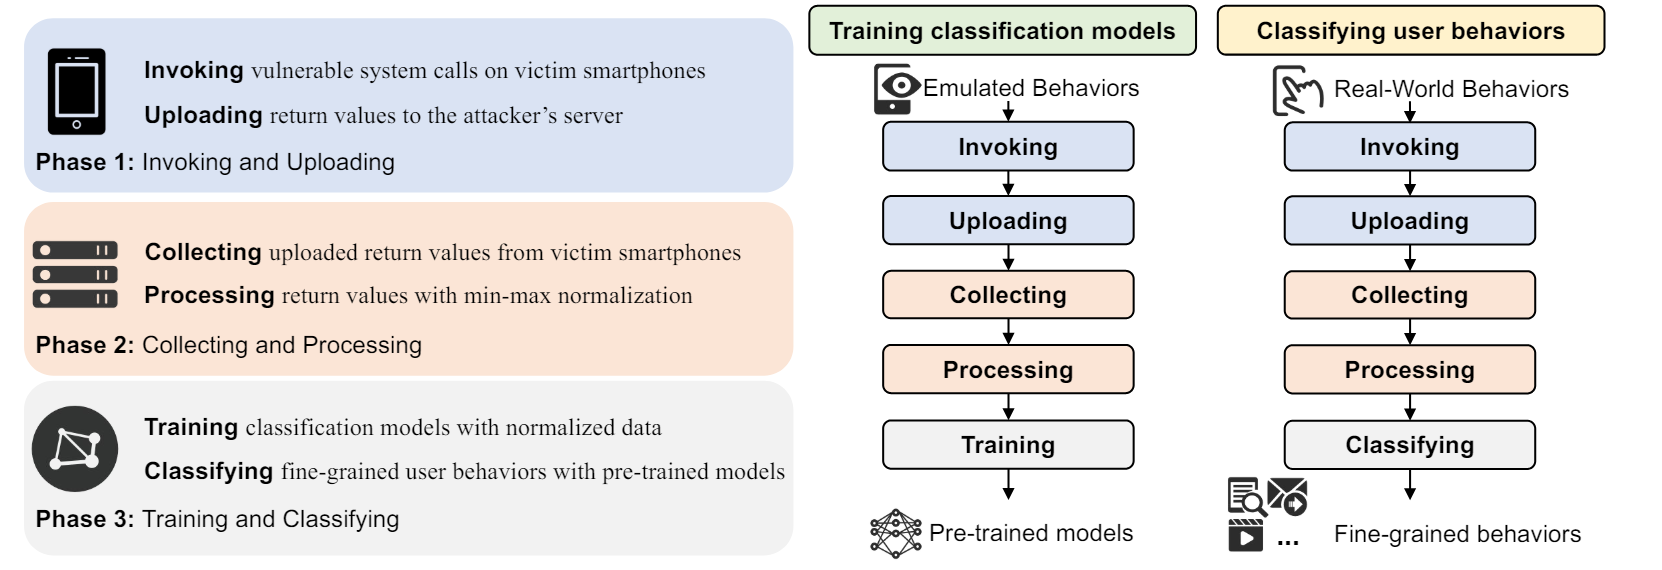 Invoking vulnerable system calls on victim smartphones
Uploading return values to the attacker’s server
Phase 1: Invoking and Uploading
Collecting uploaded return values from victim smartphones
Processing return values with min-max normalization
Phase 2: Collecting and Processing
Training classification models with normalized data
Classifying fine-grained user behaviors with pre-trained models
Phase 3: Training and Classifying
Training classification models
Emulated Behaviors
Invoking
Uploading
Collecting
Processing
Training
Pre-trained models
Classifying user behaviors
Real-World Behaviors
Invoking
Uploading
Collecting
Processing
Classifying
...
Fine-grained behaviors